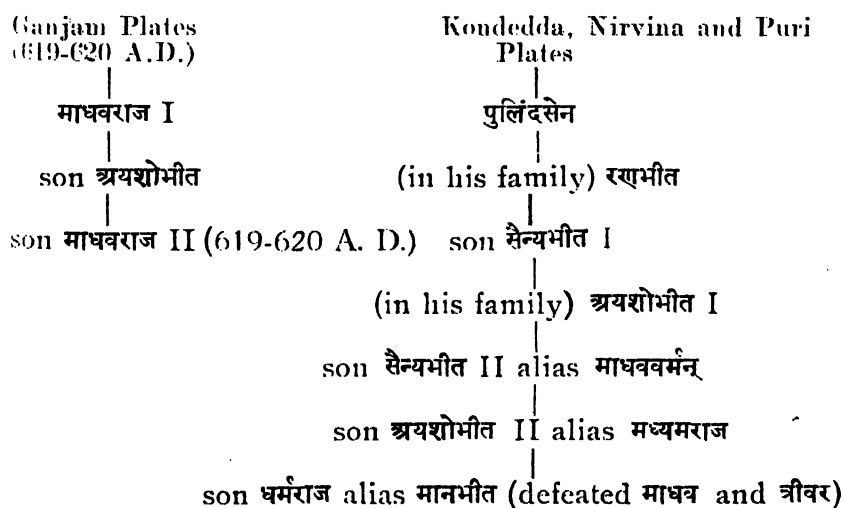 Ganjam Plates
(619-620 A.D.)
माधवराज I
son अयशोभीत
son माधवराज II (619-620 A. D.)
Kondedda, Nirvina and Puri
Plates
पुलिंदसेन
(in his family) रणभीत
son सैन्यभीत I
(in his family) अयशोभीत I
son सैन्यभीत II alias माधववर्मन्
son अयशोभीत II alias मध्यमराज
son धर्मराज alias मानभीत (defeated माधव and त्रीवर)